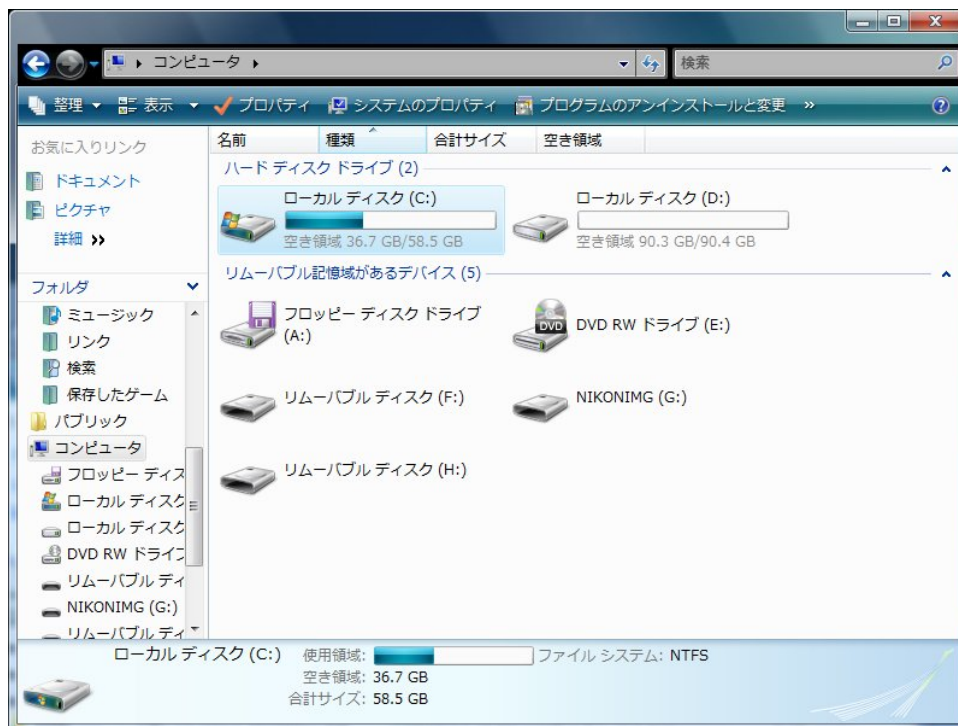 コンピュータ
検索
整理 表示 プロパティ システムのプロパティ プログラムのアンインストールと変更 »
お気に入りリンク
ドキュメント
ピクチャ
詳細 »
フォルダ
ミュージック
リンク
検索
保存したゲーム
パブリック
コンピュータ
フロッピー ディス
ローカル ディスク
ローカル ディスク
DVD RW ドライブ
リムーバブル ディ
NIKONIMG (G:)
リムーバブル ディ
名前 種類 合計サイズ 空き領域
ハード ディスク ドライブ (2)
ローカル ディスク (C:)
空き領域 36.7 GB/58.5 GB
ローカル ディスク (D:)
空き領域 90.3 GB/90.4 GB
リムーバブル記憶域があるデバイス (5)
フロッピー ディスク ドライブ
(A:)
DVD
DVD RW ドライブ (E:)
リムーバブル ディスク (F:)
NIKONIMG (G:)
リムーバブル ディスク (H:)
ローカル ディスク (C:) 使用領域: ファイル システム: NTFS
空き領域: 36.7 GB
合計サイズ: 58.5 GB